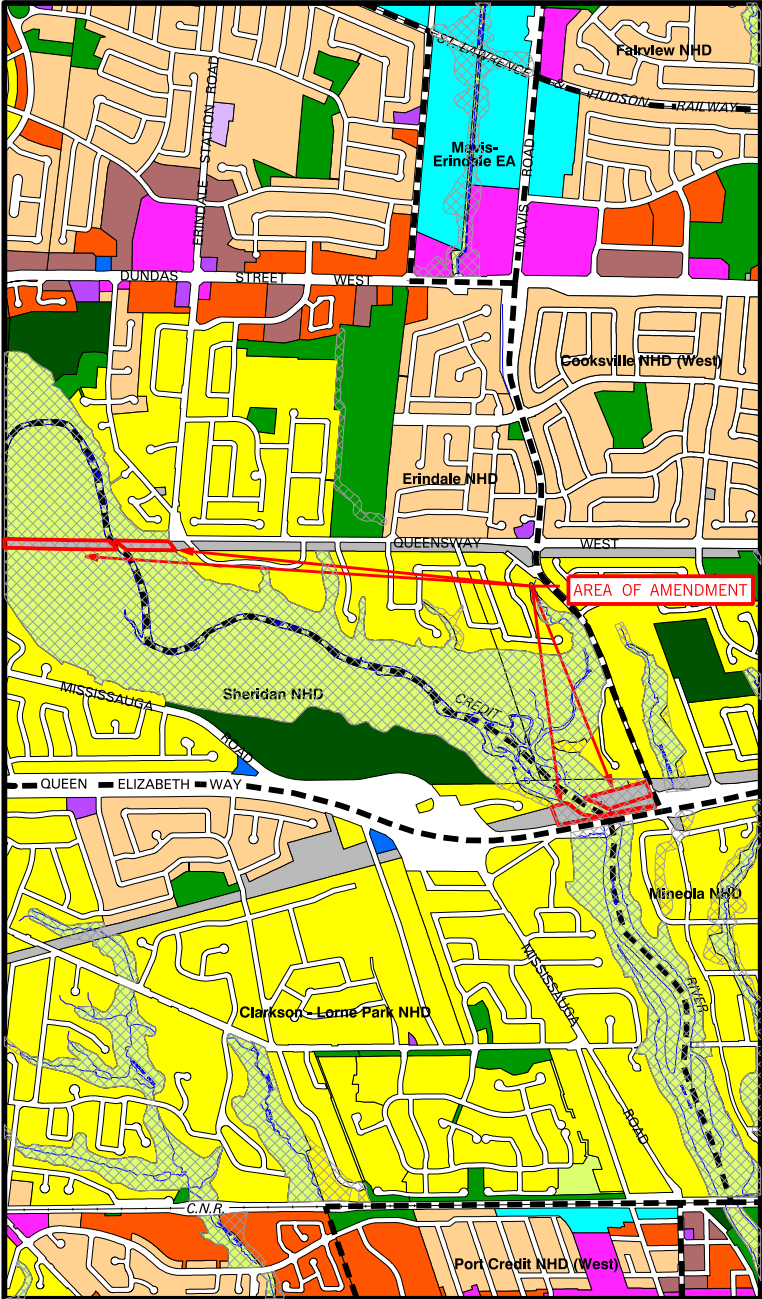 Fairview NHD
ST. LAWRENCE & HUDSON RAILWAY
ERINDALE STATION ROAD
Mavis-
Erindale EA
MAVIS ROAD
DUNDAS STREET WEST
Cooksville NHD (West)
Erindale NHD
QUEENSWAY WEST
AREA OF AMENDMENT
Sheridan NHD
MISSISSAUGA ROAD
CREDIT
QUEEN ELIZABETH WAY
Mineola NHD
MISSISSAUGA
RIVER
Clarkson - Lorne Park NHD
ROAD
C.N.R.
Port Credit NHD (West)